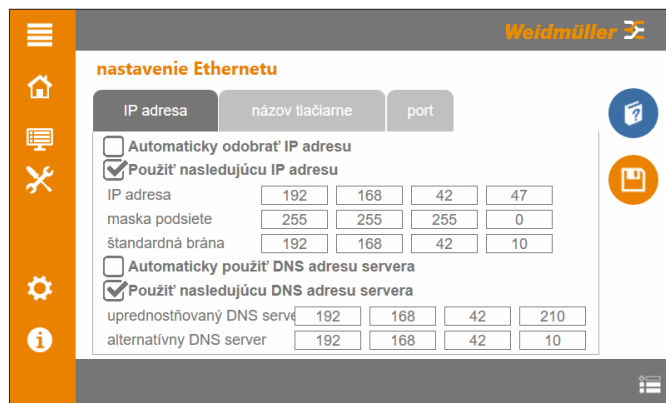 Weidmüller
nastavenie Ethernetu
IP adresa názov tlačiarne port
Automaticky odobrať IP adresu
Použiť nasledujúcu IP adresu
IP adresa 192 168 42 47
maska podsiete 255 255 255 0
štandardná brána 192 168 42 10
Automaticky použiť DNS adresu servera
Použiť nasledujúcu DNS adresu servera
uprednostňovaný DNS serve 192 168 42 210
alternatívny DNS server 192 168 42 10